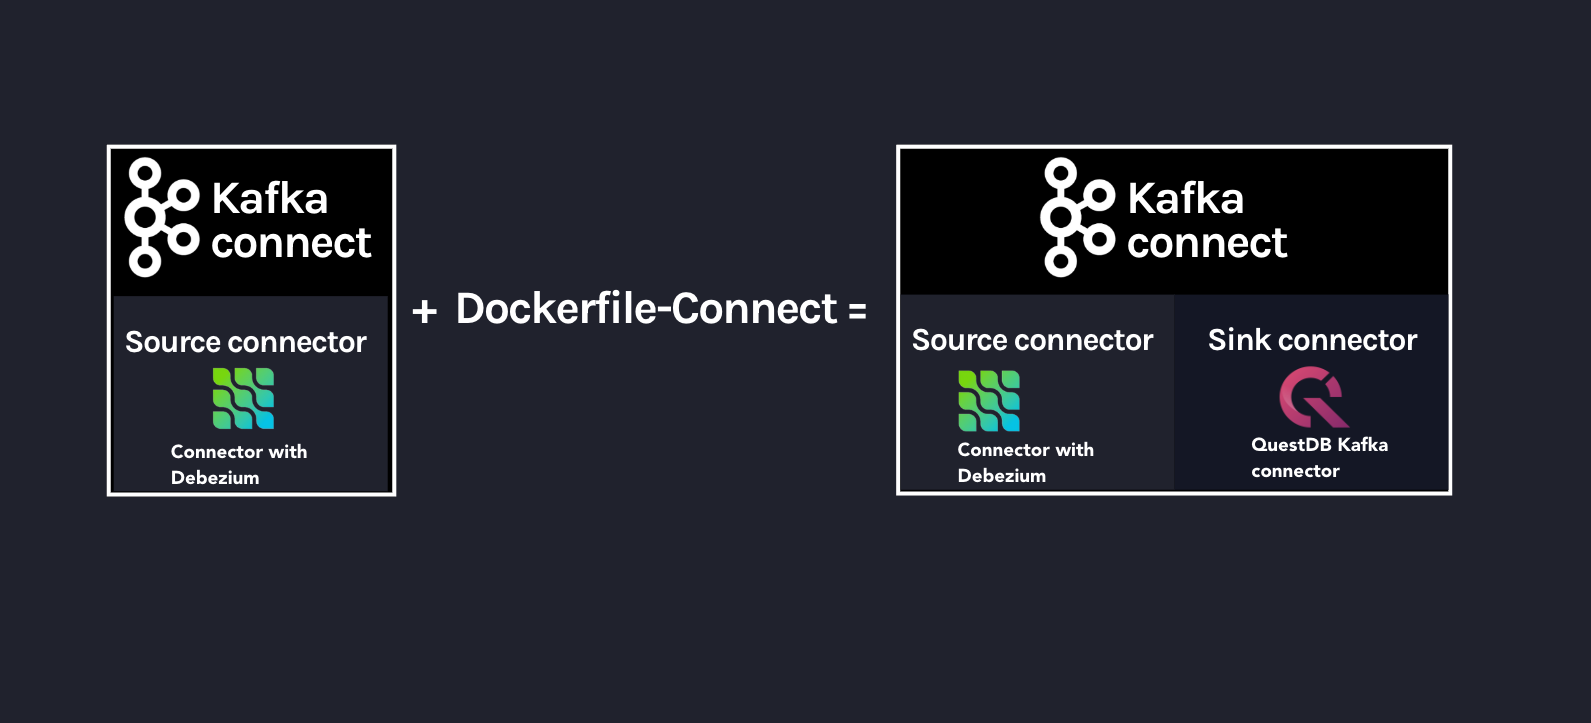 Kafka
connect
Source connector
Connector with
Debezium
+ Dockerfile-Connect =
Kafka
connect
Source connector
Connector with
Debezium
Sink connector
QuestDB Kafka
connector